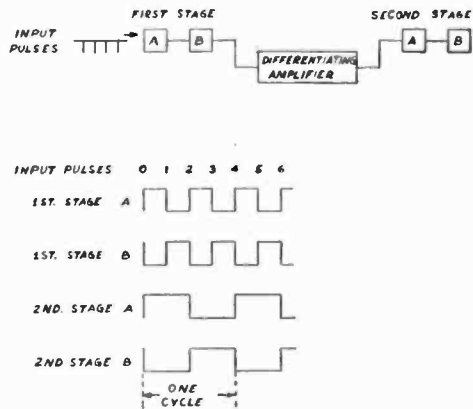 FIRST STAGE
SECOND STAGE
INPUT PULSES
A
B
DIFFERENTIATING AMPLIFIER
A
B
INPUT PULSES 0 1 2 3 4 5 6
1ST. STAGE A
1ST. STAGE B
2ND. STAGE A
2ND STAGE B
ONE CYCLE